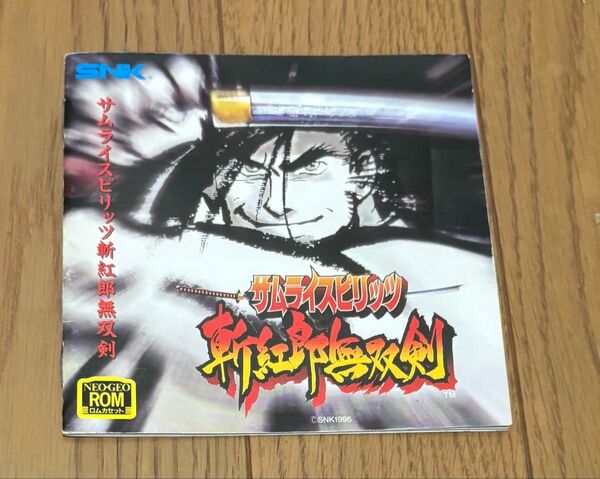 SNK
サムライスピリッツ斬紅郎無双剣
サムライスピリッツ
斬紅郎無双剣
TM
NEO・GEO
ROM
ロムカセット
©SNK1995